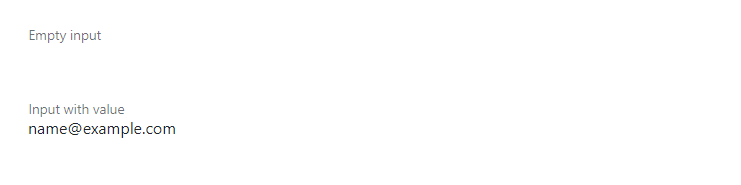 Empty input
Input with value
name@example.com